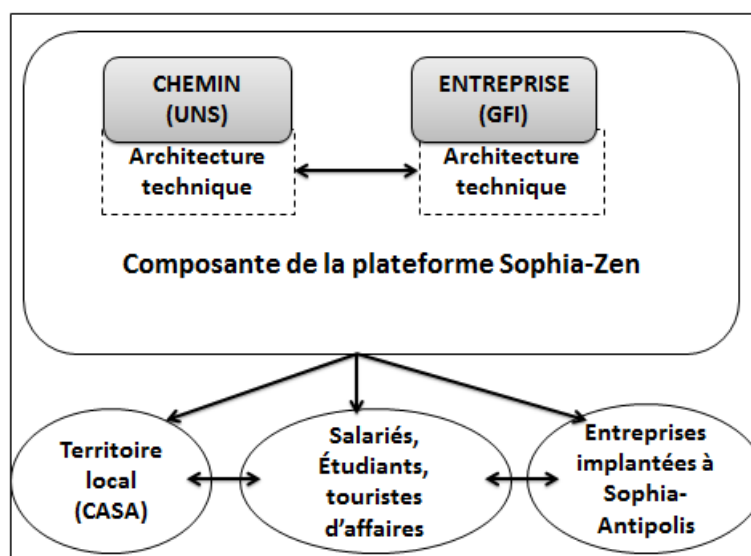 CHEMIN
(UNS)
Architecture
technique
ENTREPRISE
(GFI)
Architecture
technique
Composante de la plateforme Sophia-Zen
Territoire
local
(CASA)
Salariés,
Étudiants,
touristes
d'affaires
Entreprises
implantées à
Sophia-
Antipolis